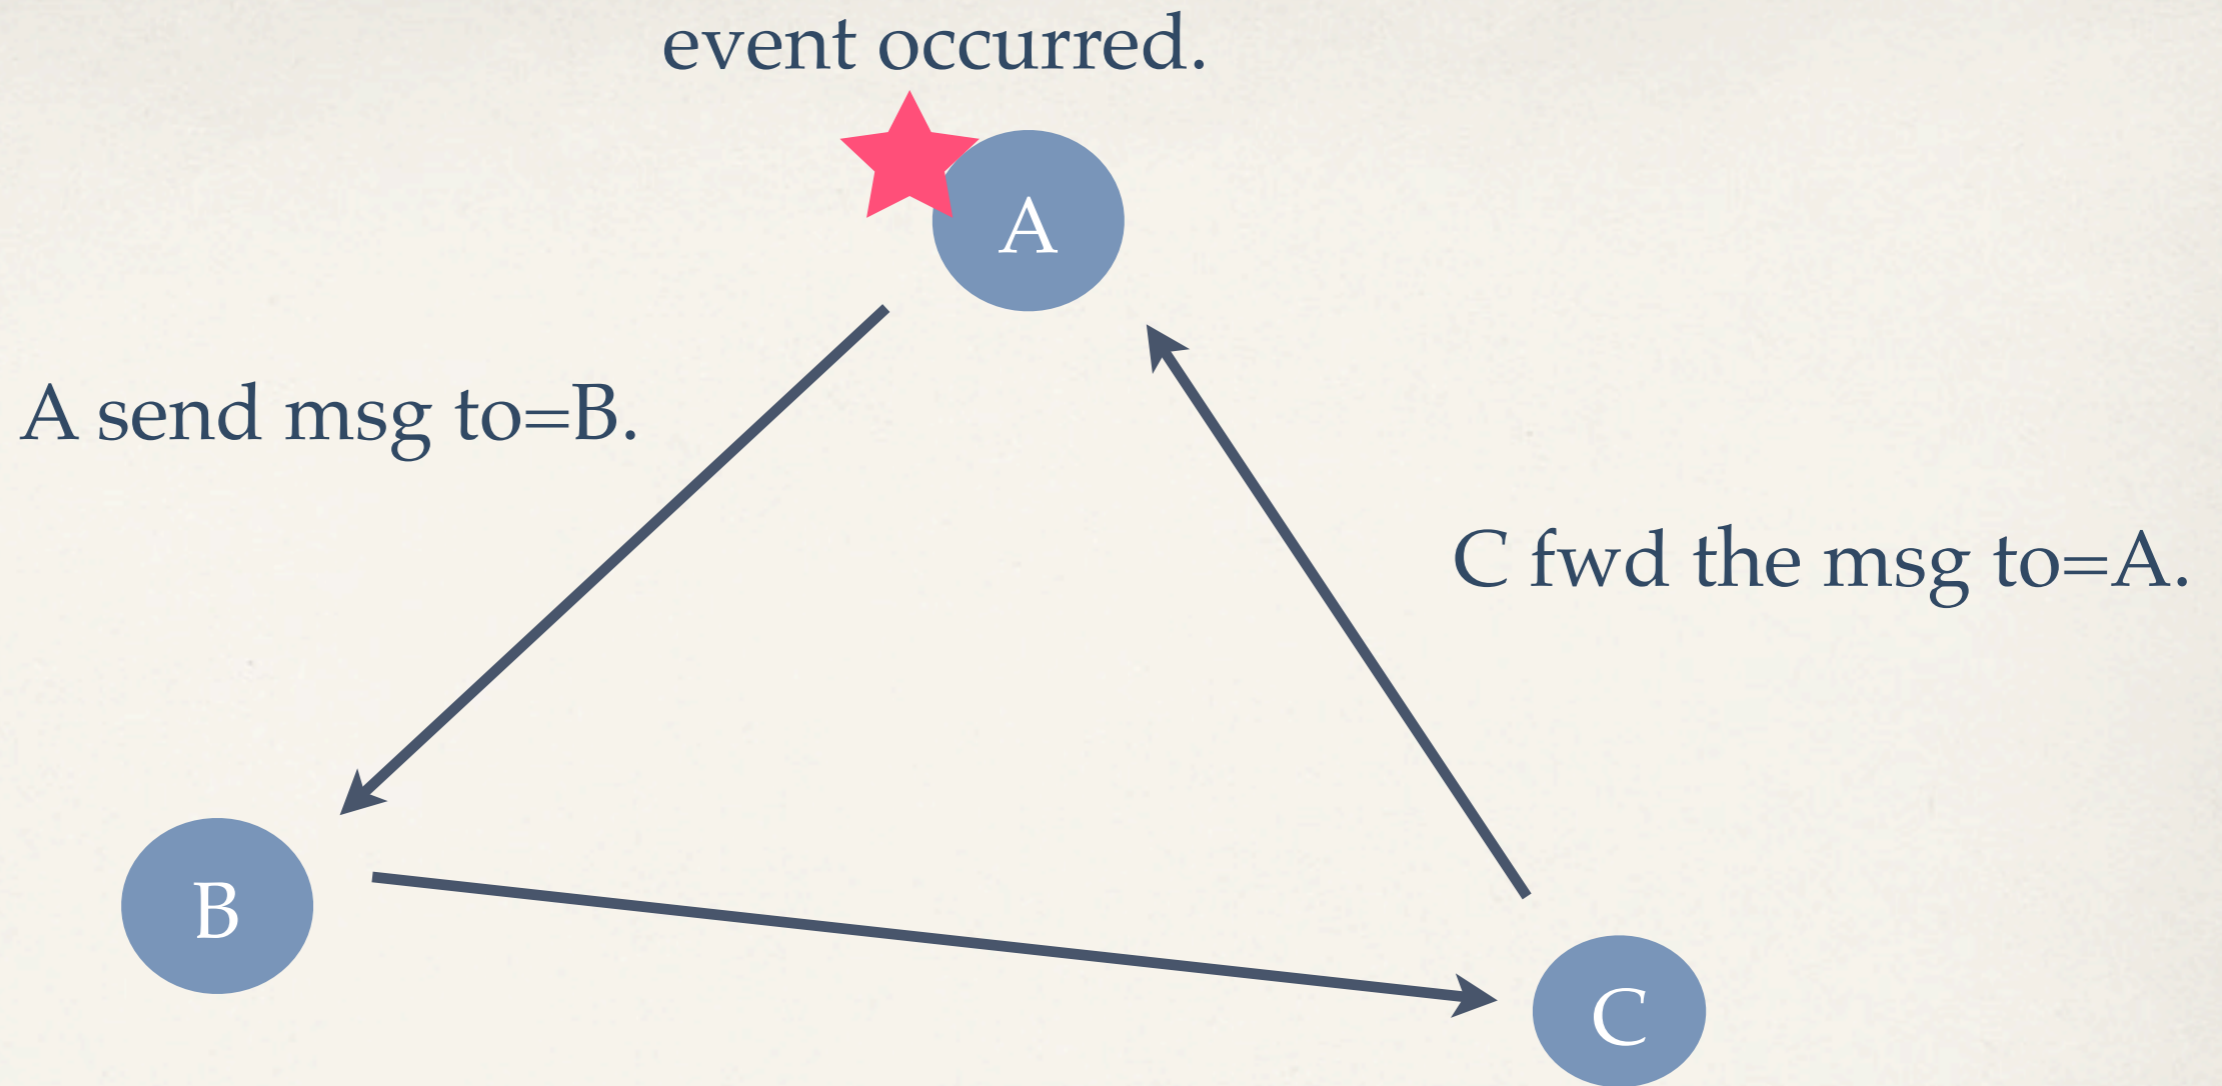 event occurred.
A
A send msg to=B.
C fwd the msg to=A.
B
C